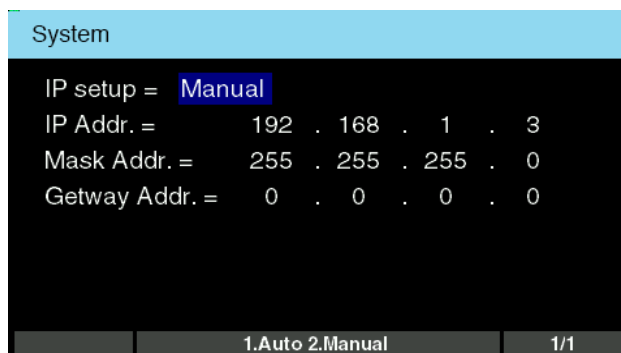 System
IP setup = Manual
IP Addr. = 192 . 168 . 1 . 3
Mask Addr. = 255 . 255 . 255 . 0
Getway Addr. = 0 . 0 . 0 . 0
1.Auto 2.Manual 1/1